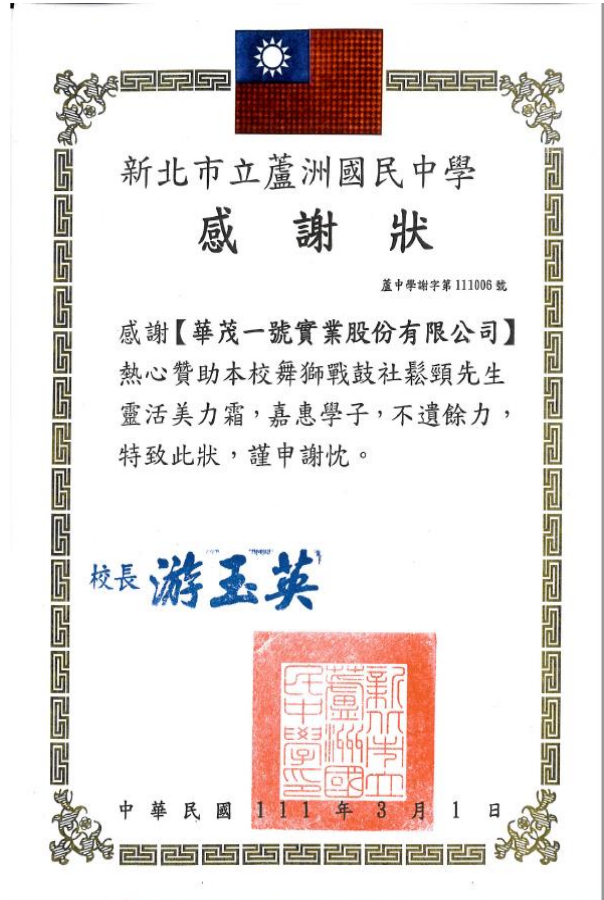 新北市立蘆洲國民中學
感謝狀
蘆中學謝字第111006號
感謝【華茂一號實業股份有限公司】
熱心贊助本校舞獅戰鼓社鬆頸先生
靈活美力霜，嘉惠學子，不遺餘力，
特致此狀，謹申謝忱。
校長 游玉英
新北市立
蘆洲國
民中學印
中華民國111年3月1日